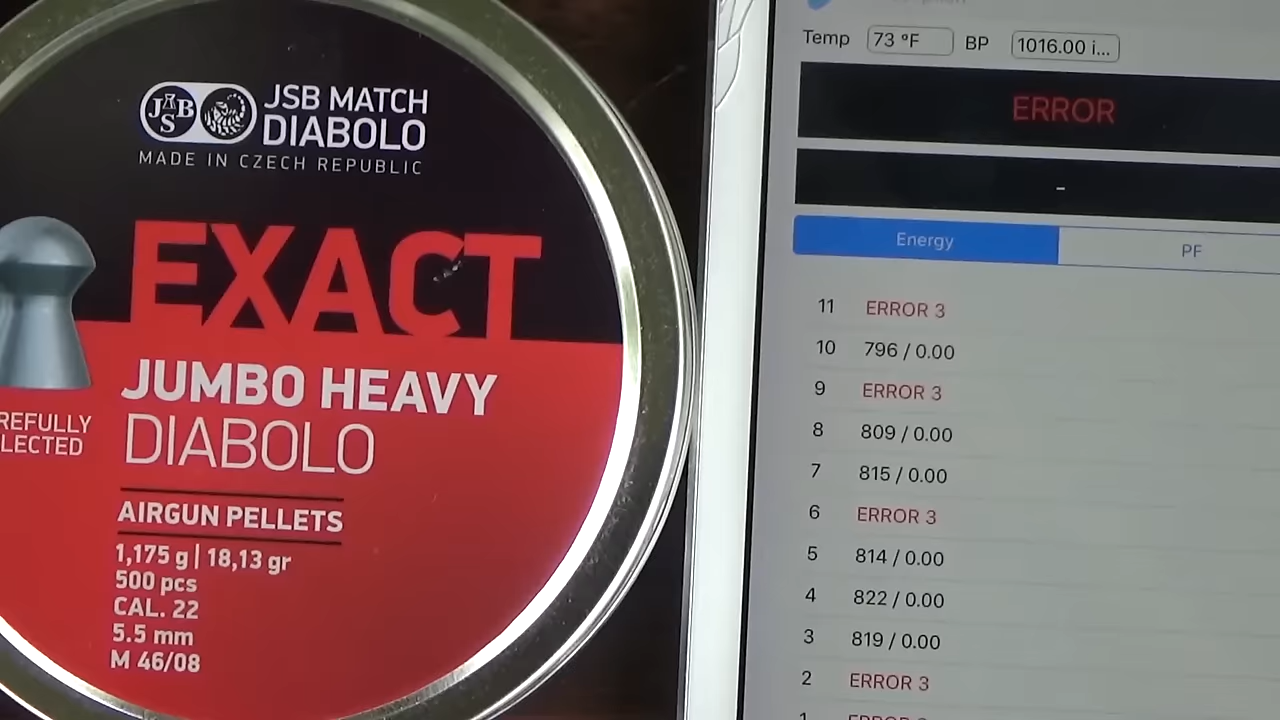 JSB
JSB MATCH
DIABOLO
MADE IN CZECH REPUBLIC
EXACT
JUMBO HEAVY
DIABOLO
REFULLY
LECTED
AIRGUN PELLETS
1,175 g | 18,13 gr
500 pcs
CAL. 22
5.5 mm
M 46/08
Temp 73 °F BP 1016.00 i...
ERROR
-
Energy PF
11 ERROR 3
10 796 / 0.00
9 ERROR 3
8 809 / 0.00
7 815 / 0.00
6 ERROR 3
5 814 / 0.00
4 822 / 0.00
3 819 / 0.00
2 ERROR 3